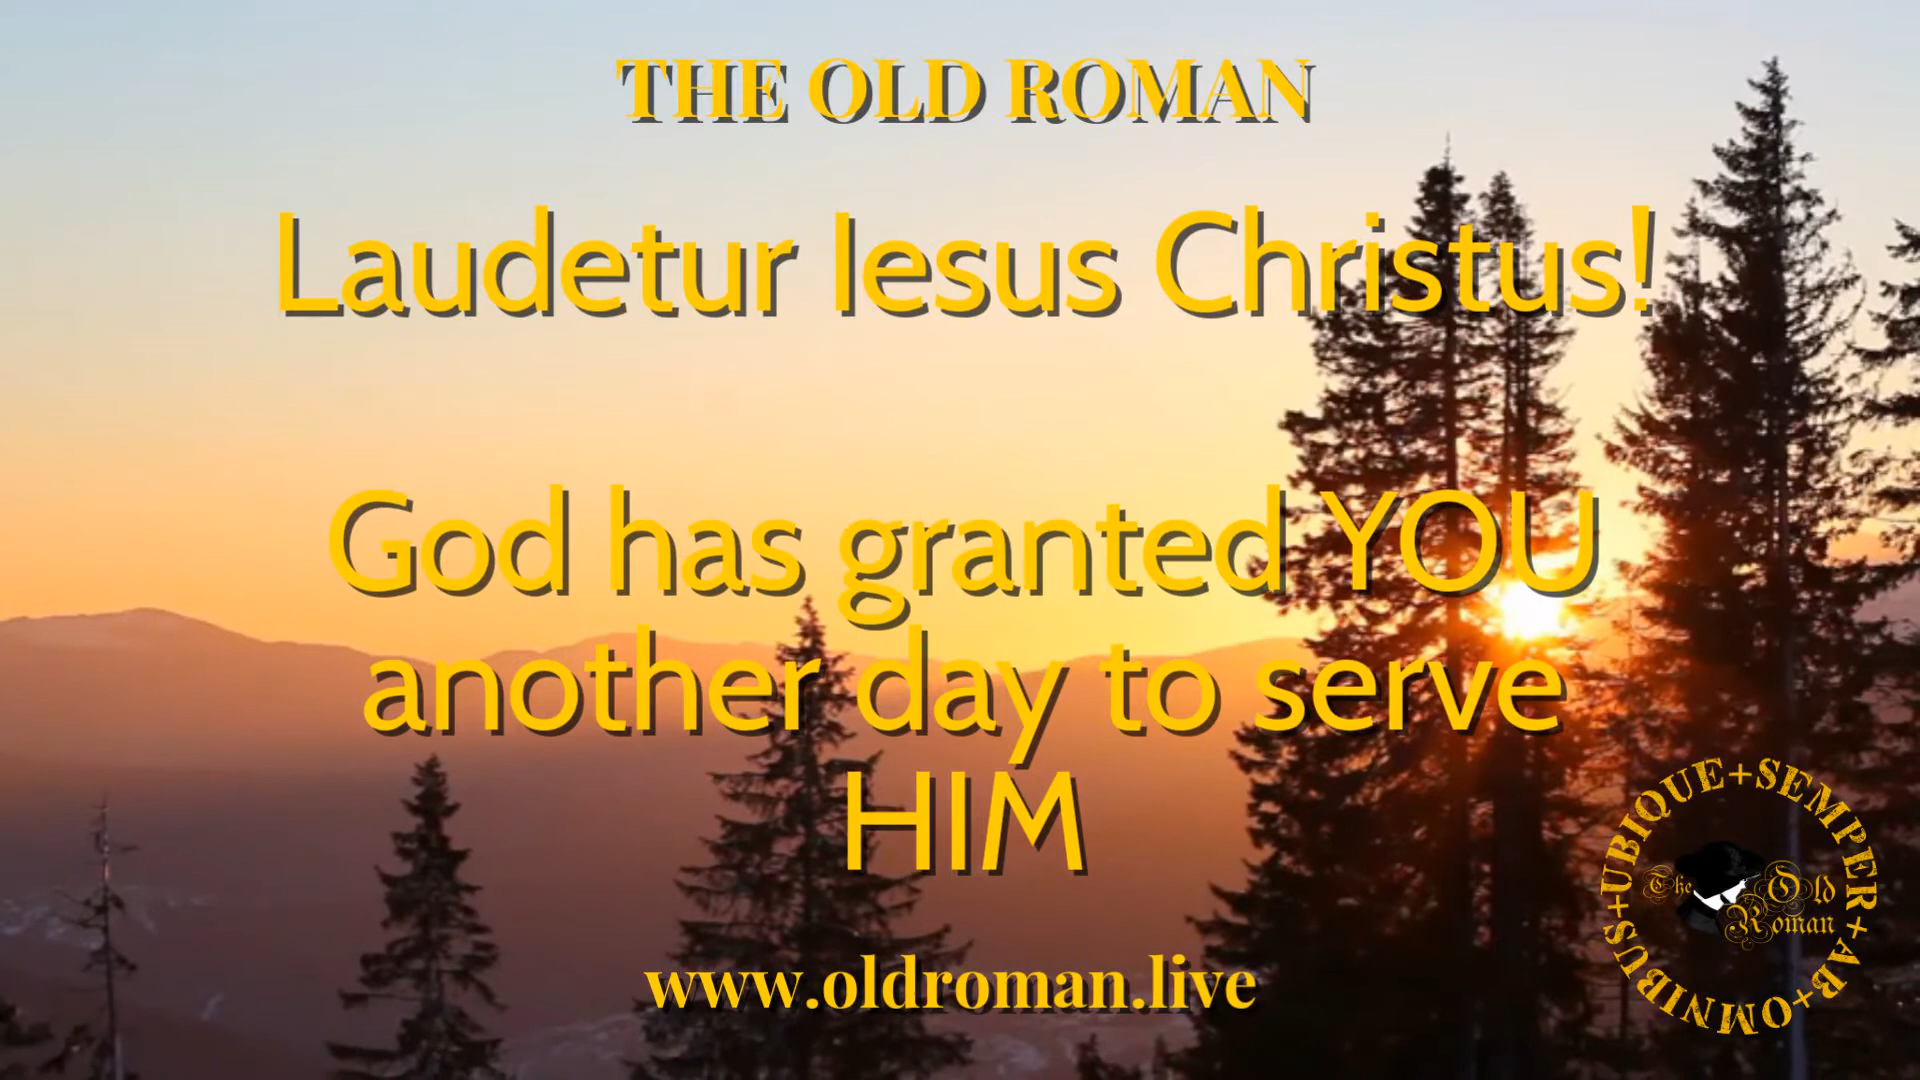 THE OLD ROMAN
Laudetur Iesus Christus!
God has granted YOU
another day to serve
HIM
www.oldroman.live
UBIQUE+SEMPER+AB+OMNIBUS+
The Old
Roman